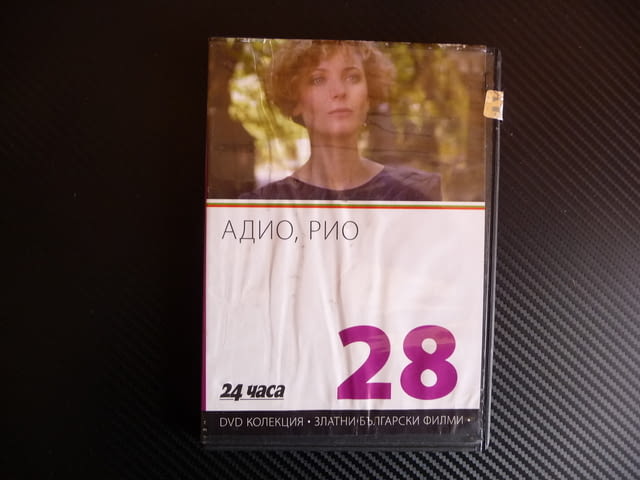 АДИО, РИО
28
24 часа
DVD КОЛЕКЦИЯ • ЗЛАТНИ БЪЛГАРСКИ ФИЛМИ •